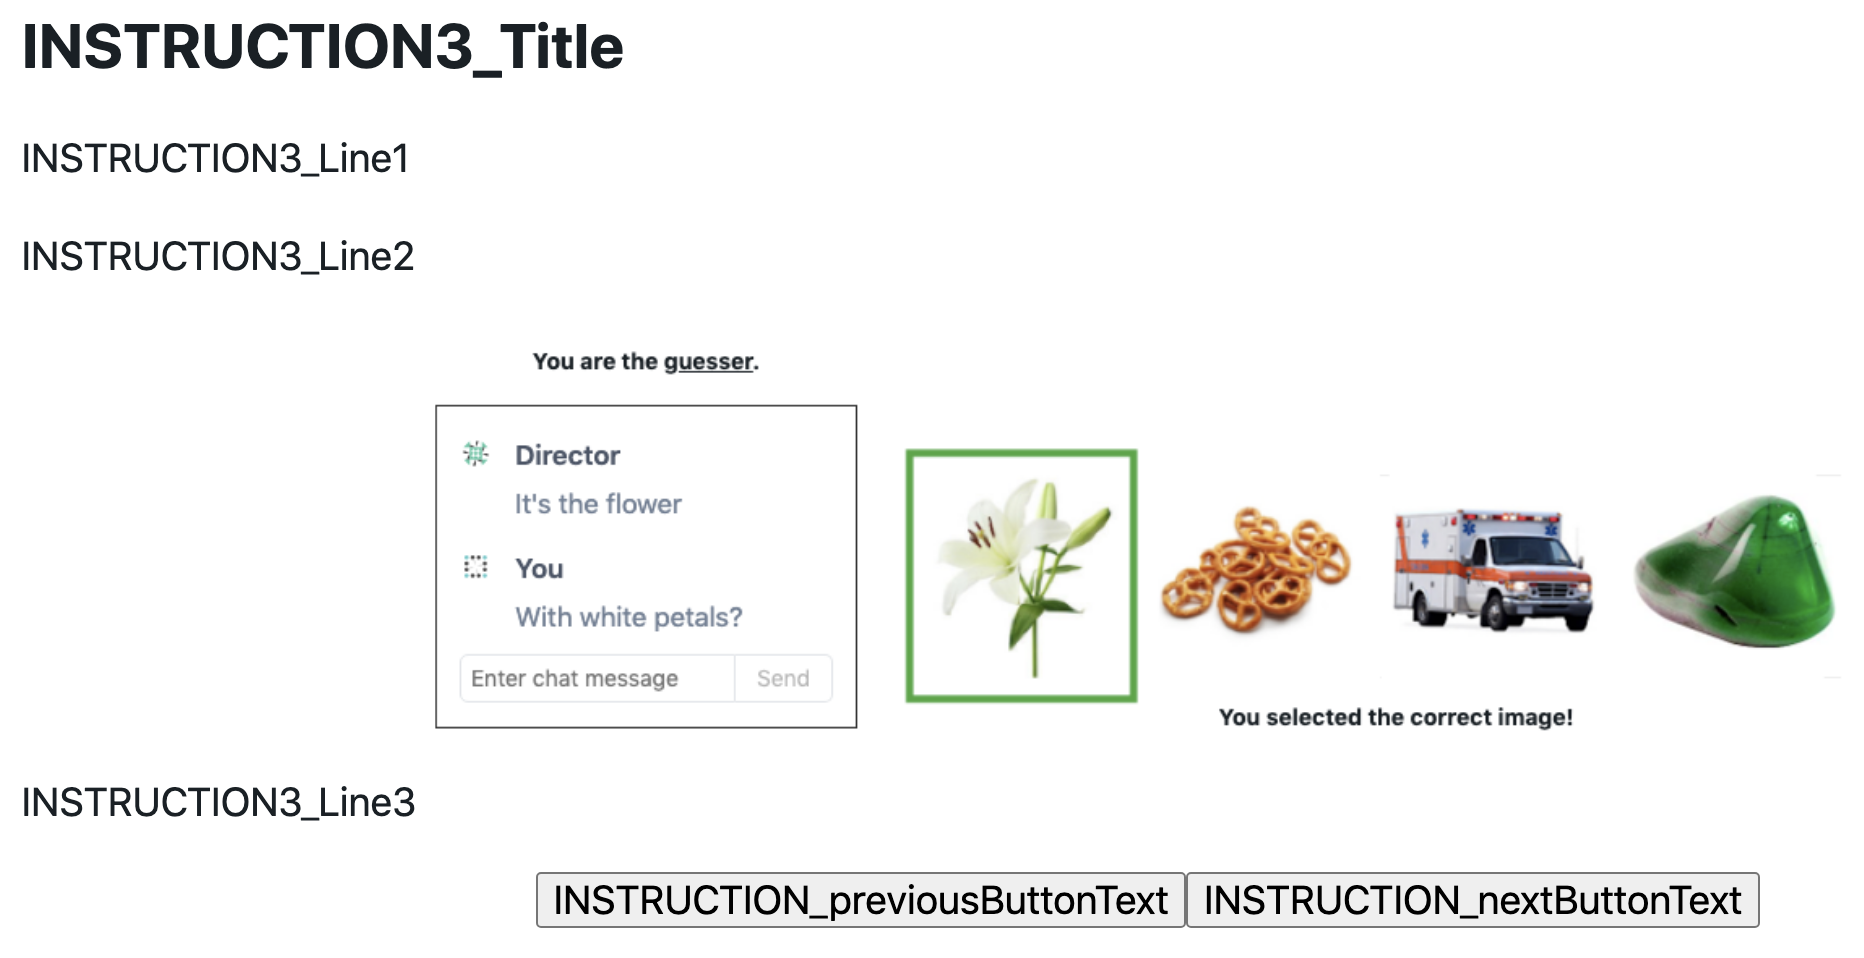 INSTRUCTION3_Title
INSTRUCTION3_Line1
INSTRUCTION3_Line2
You are the guesser.
Director
It's the flower
You
With white petals?
Enter chat message
Send
You selected the correct image!
INSTRUCTION3_Line3
INSTRUCTION_previousButtonText
INSTRUCTION_nextButtonText